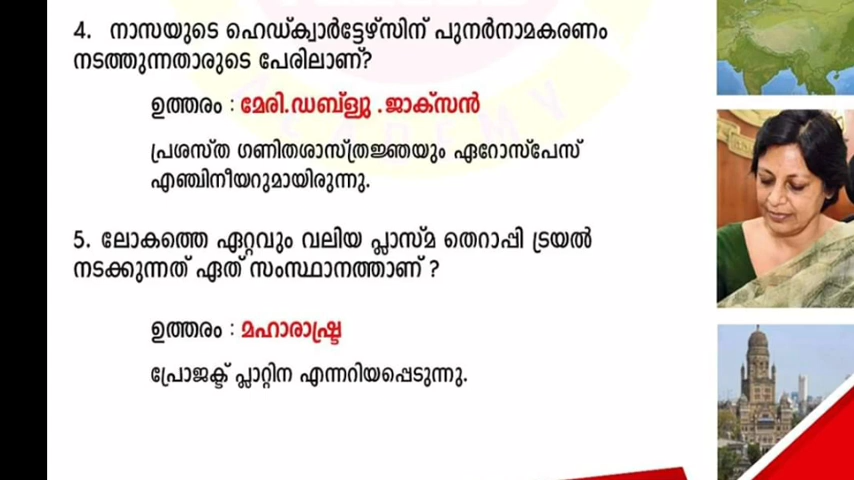 4. നാസയുടെ ഹെഡ്ക്വാർട്ടേഴ്സിന് പുനർനാമകരണം
നടത്തുന്നതാരുടെ പേരിലാണ്?
ഉത്തരം : മേരി.ഡബ്ള്യു .ജാക്സൻ
പ്രശസ്ത ഗണിതശാസ്ത്രജ്ഞയും ഏറോസ്പേസ്
എഞ്ചിനീയറുമായിരുന്നു.
5. ലോകത്തെ ഏറ്റവും വലിയ പ്ലാസ്മ തെറാപ്പി ട്രയൽ
നടക്കുന്നത് ഏത് സംസ്ഥാനത്താണ് ?
ഉത്തരം : മഹാരാഷ്ട്ര
പ്രോജക്ട് പ്ലാറ്റിന എന്നറിയപ്പെടുന്നു.